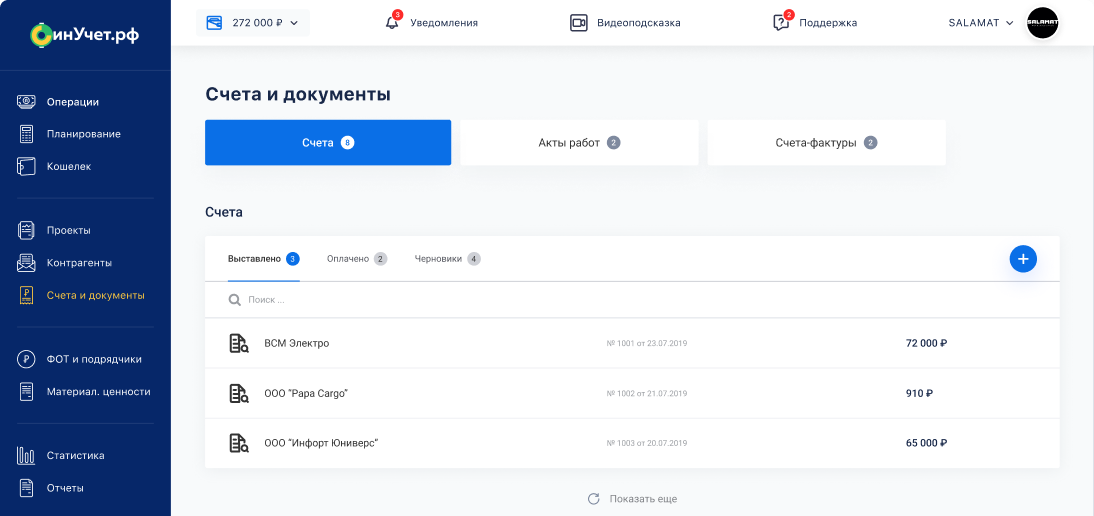 инУчет.рф
272 000 ₽
3
Уведомления
Видеоподсказка
2
Поддержка
SALAMAT
SALAMAT
Операции
Планирование
Кошелек
Проекты
Контрагенты
Счета и документы
ФОТ и подрядчики
Материал. ценности
Статистика
Отчеты
Счета и документы
Счета 8
Акты работ 2
Счета-фактуры 2
Счета
Выставлено 3
Оплачено 2
Черновики 4
Поиск ...
ВСМ Электро № 1001 от 23.07.2019 72 000 ₽
ООО “Papa Cargo” № 1002 от 21.07.2019 910 ₽
ООО “Инфорт Юниверс” № 1003 от 20.07.2019 65 000 ₽
Показать еще